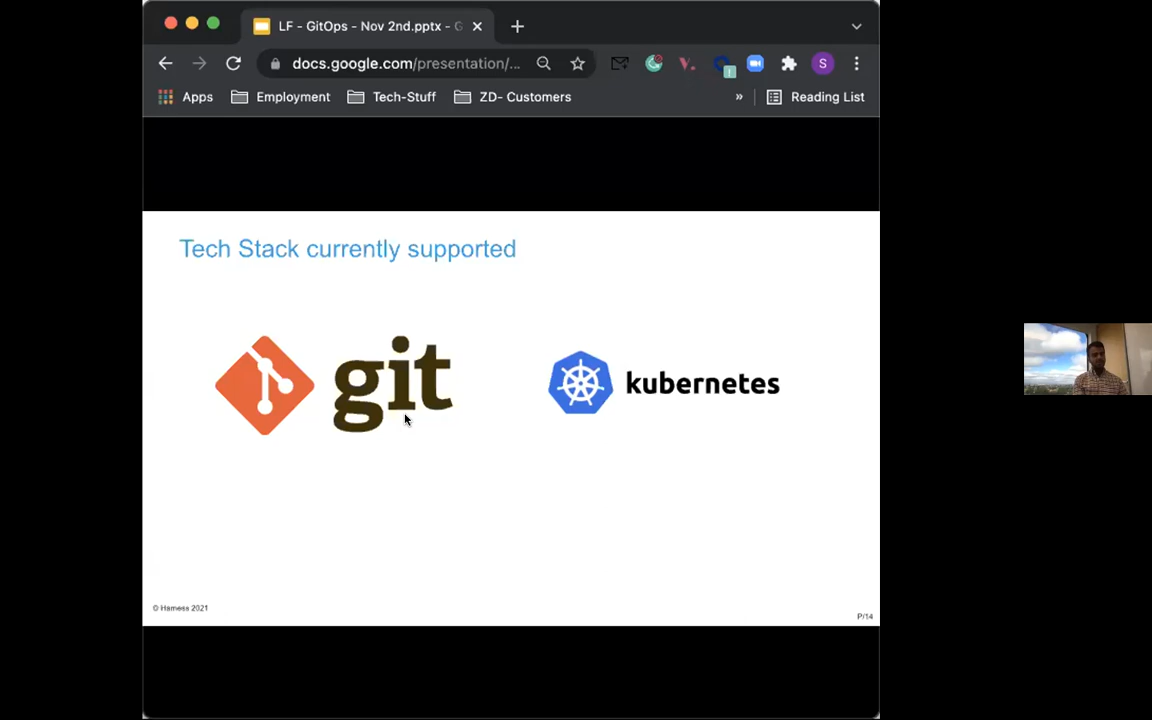 LF - GitOps - Nov 2nd.pptx - G
docs.google.com/presentation/...
S
Apps
Employment
Tech-Stuff
ZD- Customers
»
Reading List
Tech Stack currently supported
git
kubernetes
© Harness 2021
P/14